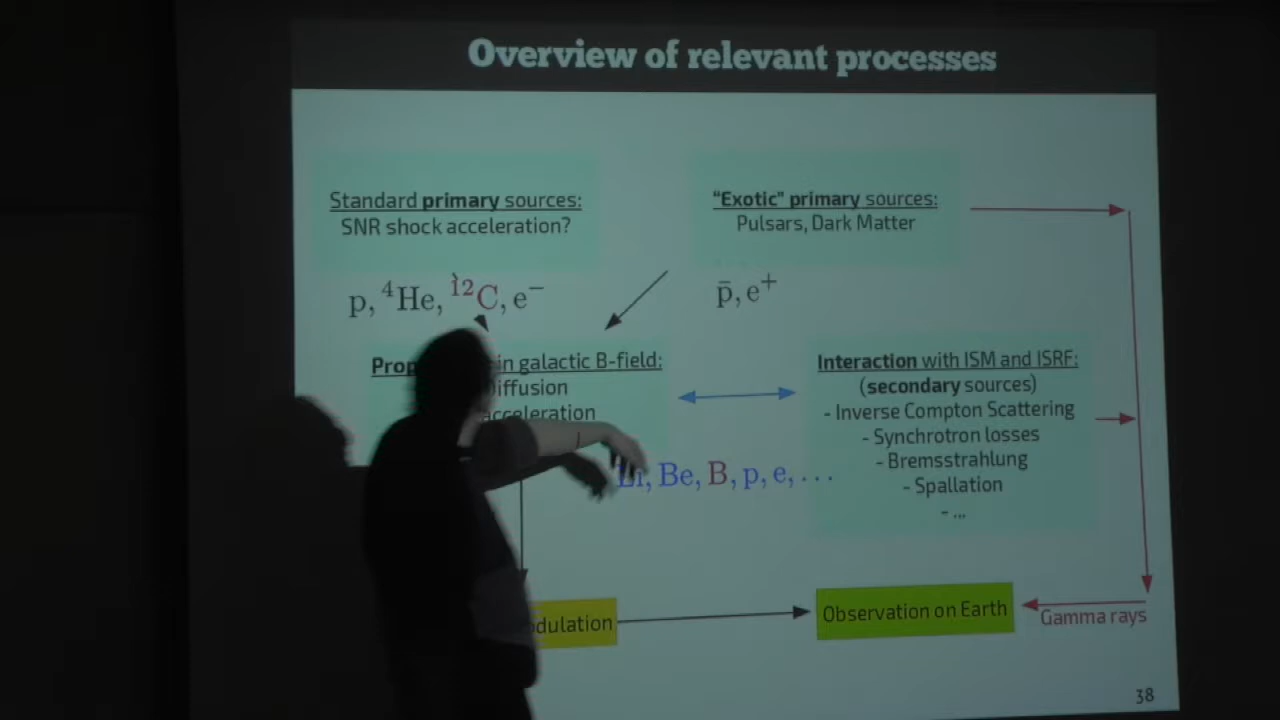 Overview of relevant processes
Standard primary sources:
SNR shock acceleration?
"Exotic" primary sources:
Pulsars, Dark Matter
p, ⁴He, ¹²C, e⁻
p̄, e⁺
in galactic B-field:
acceleration
Interaction with ISM and ISRF:
(secondary sources)
- Inverse Compton Scattering
- Synchrotron losses
- Bremsstrahlung
- Spallation
- ...
Be, B, p, e, ...
Observation on Earth
Gamma rays
38